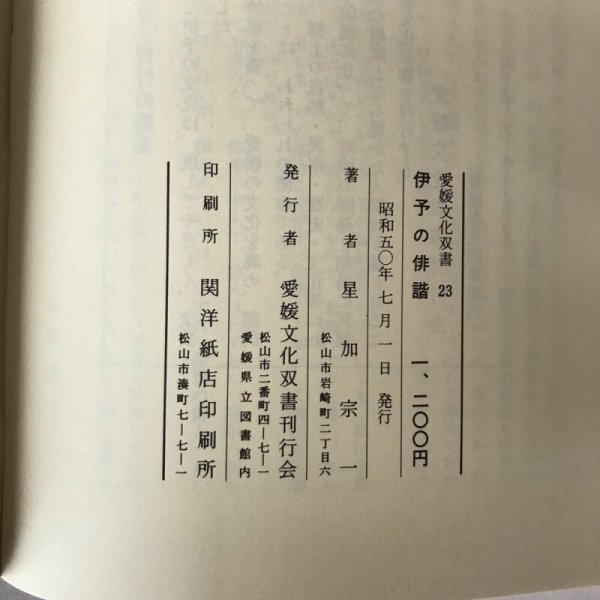 愛媛文化双書 23
伊予の俳諧 一、二〇〇円
昭和五〇年七月一日 発行
著者 星加宗一
松山市岩崎町二丁目六
発行者 愛媛文化双書刊行会
松山市二番町四―七―一
愛媛県立図書館内
印刷所 関洋紙店印刷所
松山市湊町七―七―一